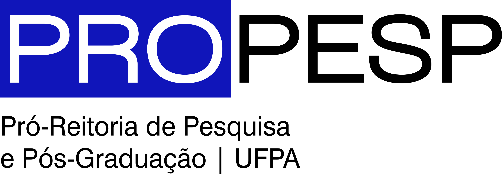 PROPESP
Pró-Reitoria de Pesquisa
e Pós-Graduação | UFPA